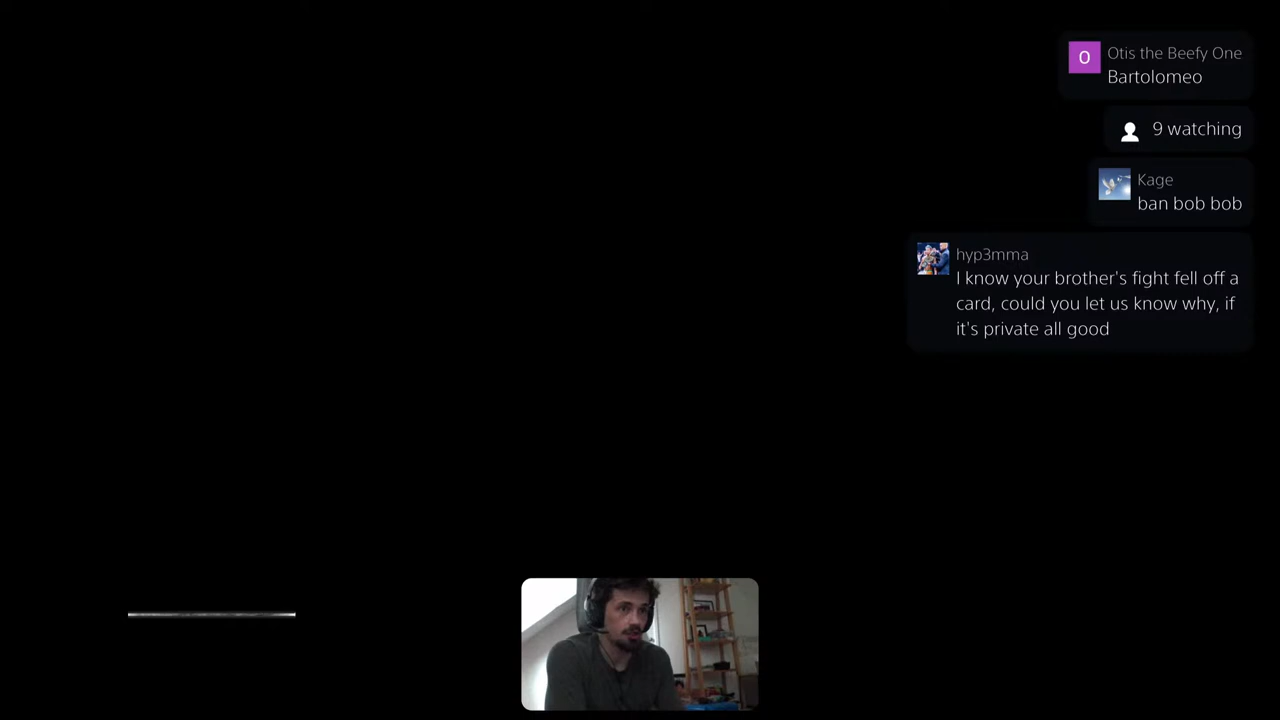 O
Otis the Beefy One
Bartolomeo
9 watching
Kage
ban bob bob
hyp3mma
I know your brother's fight fell off a
card, could you let us know why, if
it's private all good